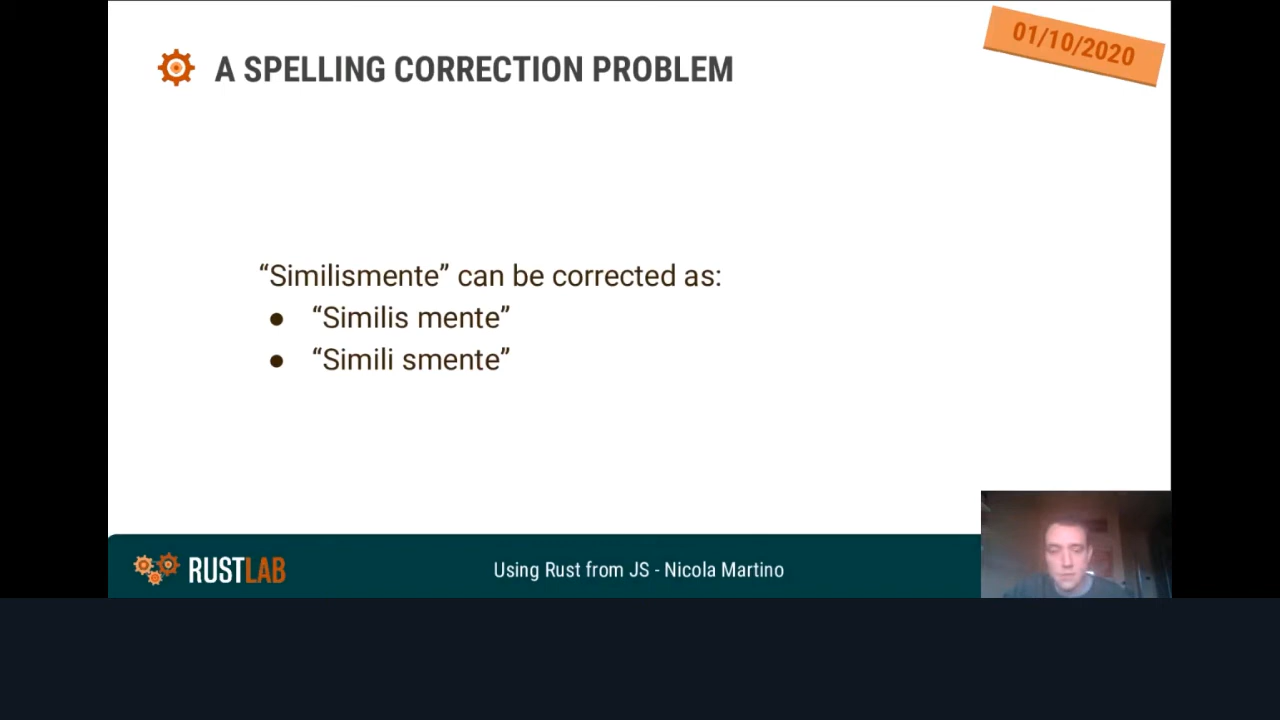 01/10/2020
A SPELLING CORRECTION PROBLEM
“Similismente” can be corrected as:
● “Similis mente”
● “Simili smente”
RUSTLAB
Using Rust from JS - Nicola Martino